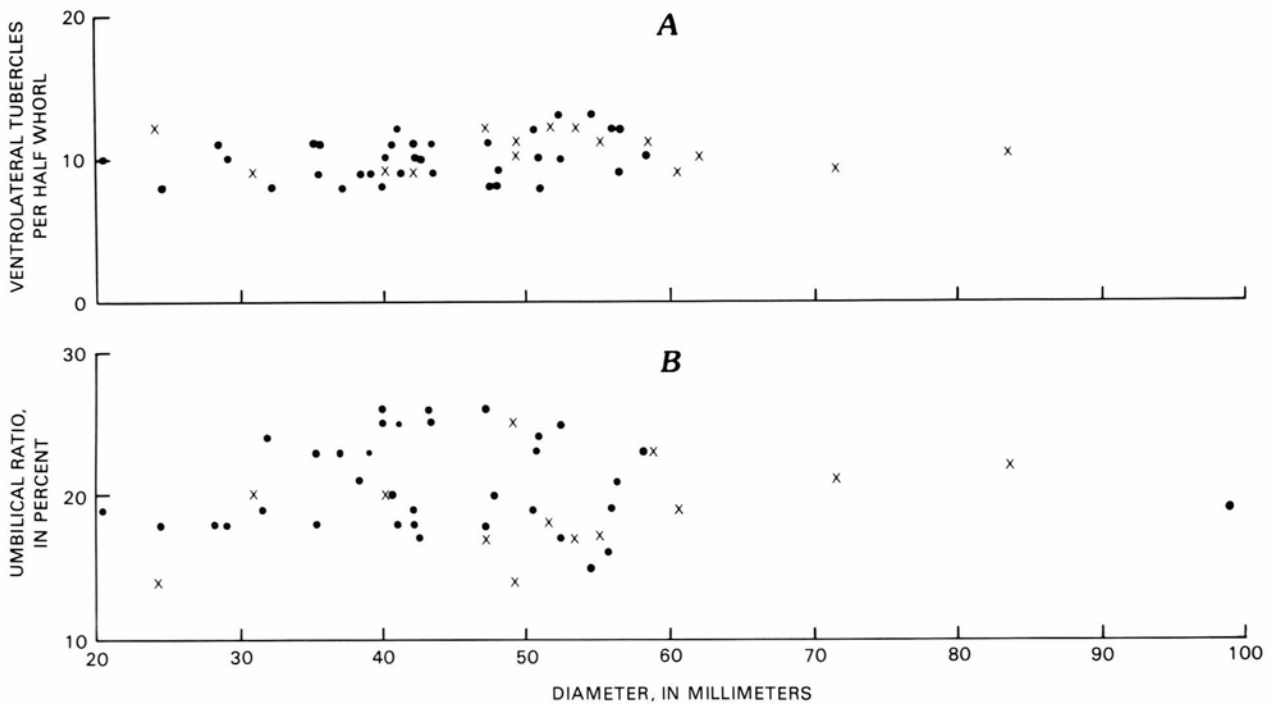 A
VENTROLATERAL TUBERCLES
PER HALF WHORL
20
10
0
B
UMBILICAL RATIO,
IN PERCENT
30
20
10
20 30 40 50 60 70 80 90 100
DIAMETER, IN MILLIMETERS